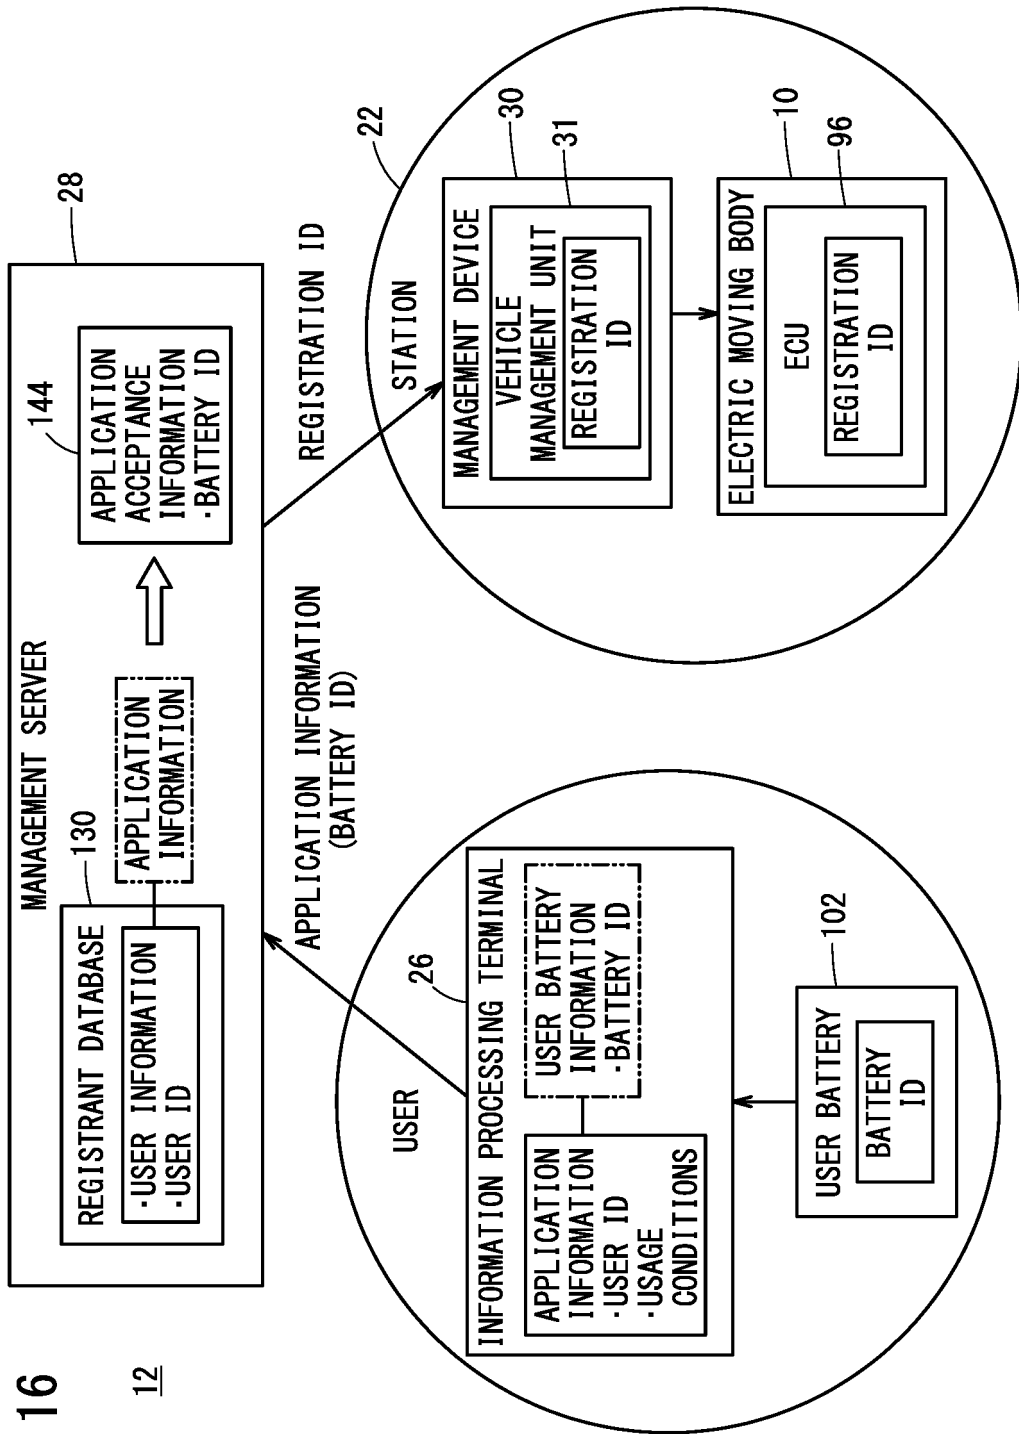 16
12
MANAGEMENT SERVER
28
REGISTRANT DATABASE
130
·USER INFORMATION
·USER ID
APPLICATION
INFORMATION
144
APPLICATION
ACCEPTANCE
INFORMATION
·BATTERY ID
APPLICATION INFORMATION
(BATTERY ID)
REGISTRATION ID
USER
INFORMATION PROCESSING TERMINAL
26
APPLICATION
INFORMATION
·USER ID
·USAGE
CONDITIONS
USER BATTERY
INFORMATION
·BATTERY ID
USER BATTERY
102
BATTERY
ID
STATION
22
MANAGEMENT DEVICE
30
VEHICLE
MANAGEMENT UNIT
31
REGISTRATION
ID
ELECTRIC MOVING BODY
10
ECU
96
REGISTRATION
ID